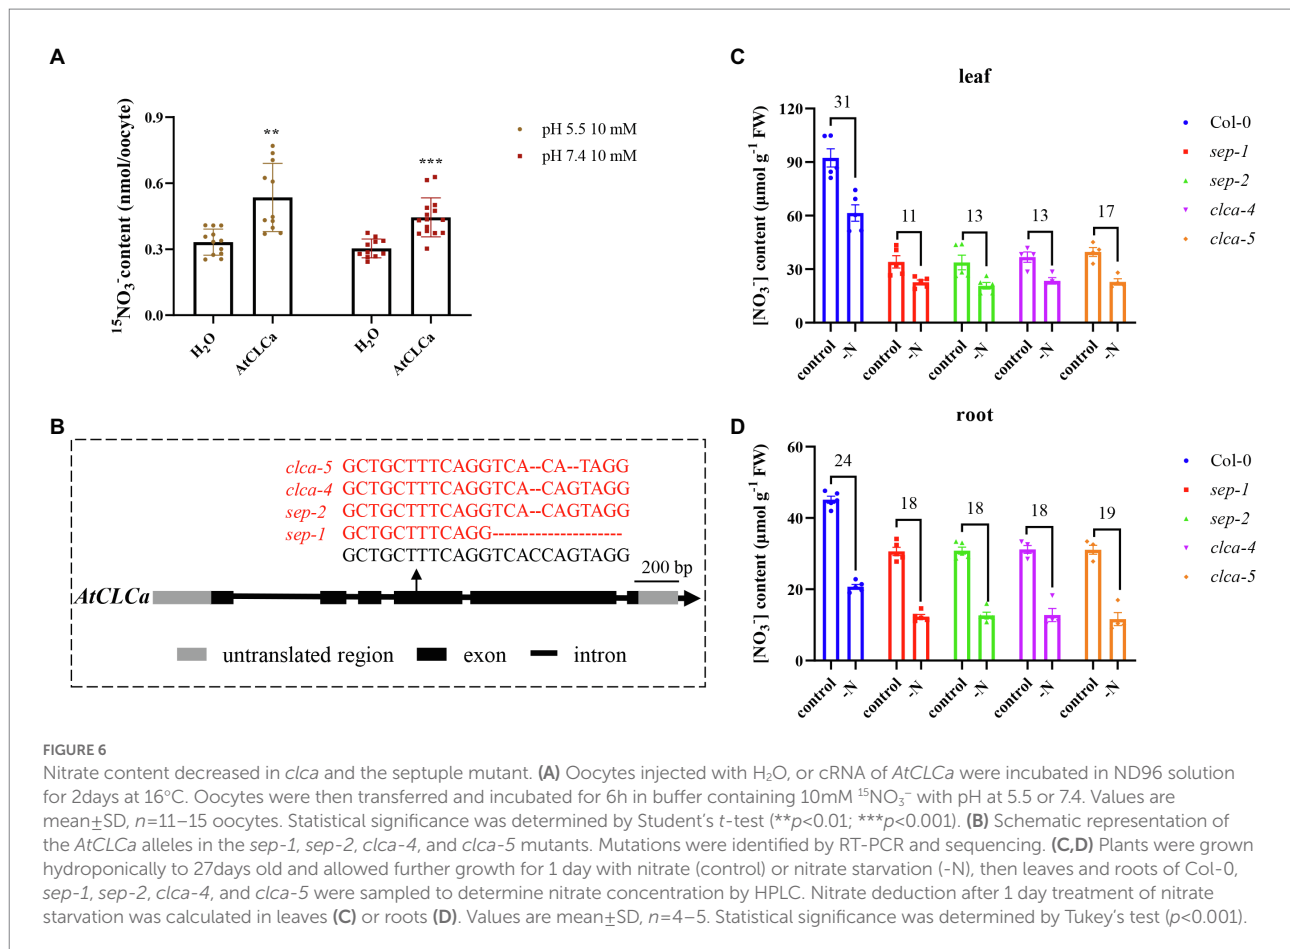 A
¹⁵NO₃⁻content (nmol/oocyte)
0.9
0.6
0.3
0.0
**
***
H₂O
AtCLCa
H₂O
AtCLCa
pH 5.5 10 mM
pH 7.4 10 mM
B
clca-5 GCTGCTTTCAGGTCA--CA--TAGG
clca-4 GCTGCTTTCAGGTCA--CAGTAGG
sep-2 GCTGCTTTCAGGTCA--CAGTAGG
sep-1 GCTGCTTTCAGG---------------------
GCTGCTTTCAGGTCACCAGTAGG
200 bp
AtCLCa
untranslated region
exon
intron
C
leaf
[NO₃⁻] content (μmol g⁻¹ FW)
120
90
60
30
0
31
11
13
13
17
control
-N
control
-N
control
-N
control
-N
control
-N
Col-0
sep-1
sep-2
clca-4
clca-5
D
root
[NO₃⁻] content (μmol g⁻¹ FW)
60
40
20
0
24
18
18
18
19
control
-N
control
-N
control
-N
control
-N
control
-N
Col-0
sep-1
sep-2
clca-4
clca-5
FIGURE 6
Nitrate content decreased in clca and the septuple mutant. (A) Oocytes injected with H₂O, or cRNA of AtCLCa were incubated in ND96 solution
for 2days at 16°C. Oocytes were then transferred and incubated for 6h in buffer containing 10mM ¹⁵NO₃⁻ with pH at 5.5 or 7.4. Values are
mean±SD, n=11–15 oocytes. Statistical significance was determined by Student's t-test (**p<0.01; ***p<0.001). (B) Schematic representation of
the AtCLCa alleles in the sep-1, sep-2, clca-4, and clca-5 mutants. Mutations were identified by RT-PCR and sequencing. (C,D) Plants were grown
hydroponically to 27days old and allowed further growth for 1 day with nitrate (control) or nitrate starvation (-N), then leaves and roots of Col-0,
sep-1, sep-2, clca-4, and clca-5 were sampled to determine nitrate concentration by HPLC. Nitrate deduction after 1 day treatment of nitrate
starvation was calculated in leaves (C) or roots (D). Values are mean±SD, n=4–5. Statistical significance was determined by Tukey's test (p<0.001).